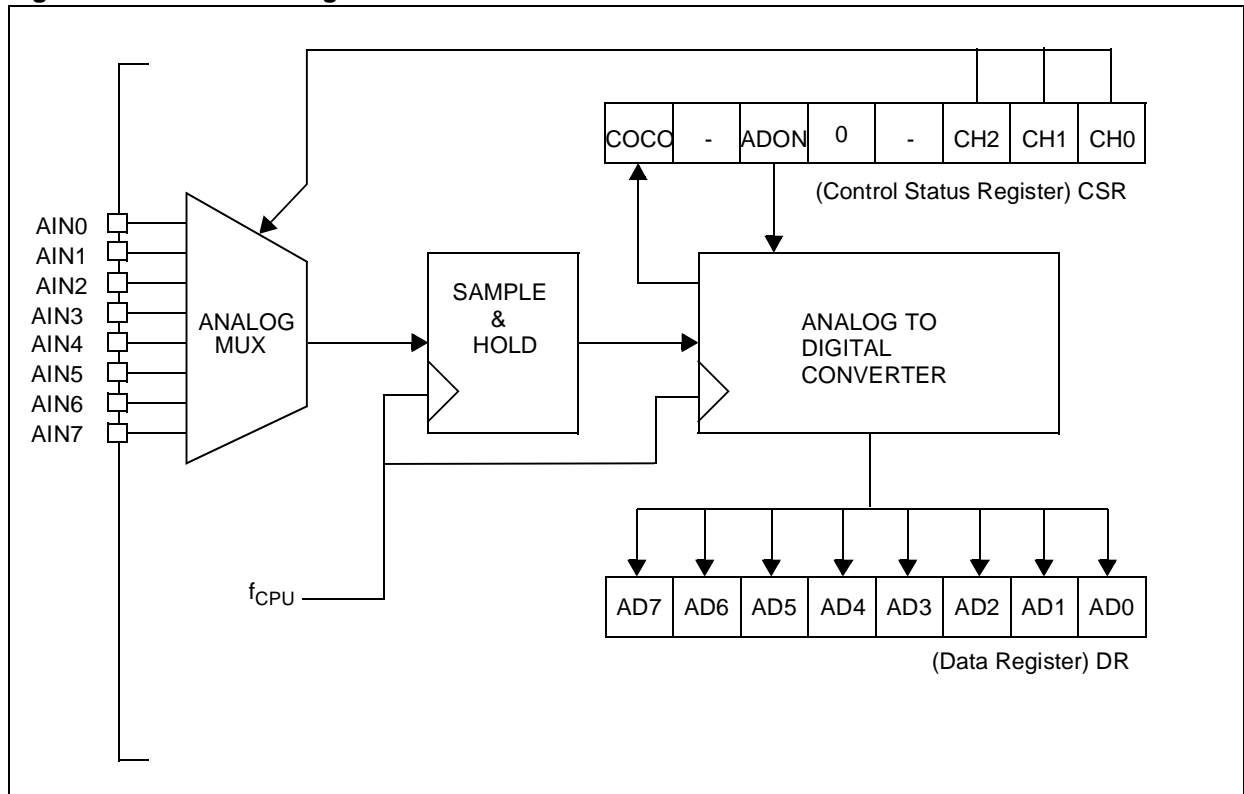 COCO - ADON 0 - CH2 CH1 CH0
(Control Status Register) CSR
AIN0
AIN1
AIN2
AIN3
AIN4
AIN5
AIN6
AIN7
ANALOG
MUX
SAMPLE
&
HOLD
ANALOG TO
DIGITAL
CONVERTER
fCPU
AD7 AD6 AD5 AD4 AD3 AD2 AD1 AD0
(Data Register) DR